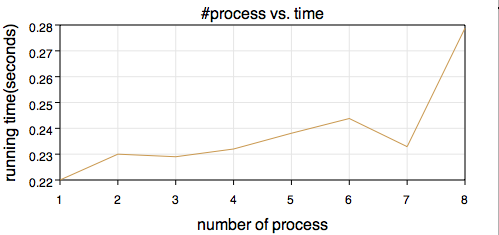 #process vs. time
running time(seconds)
0.28
0.27
0.26
0.25
0.24
0.23
0.22
1 2 3 4 5 6 7 8
number of process